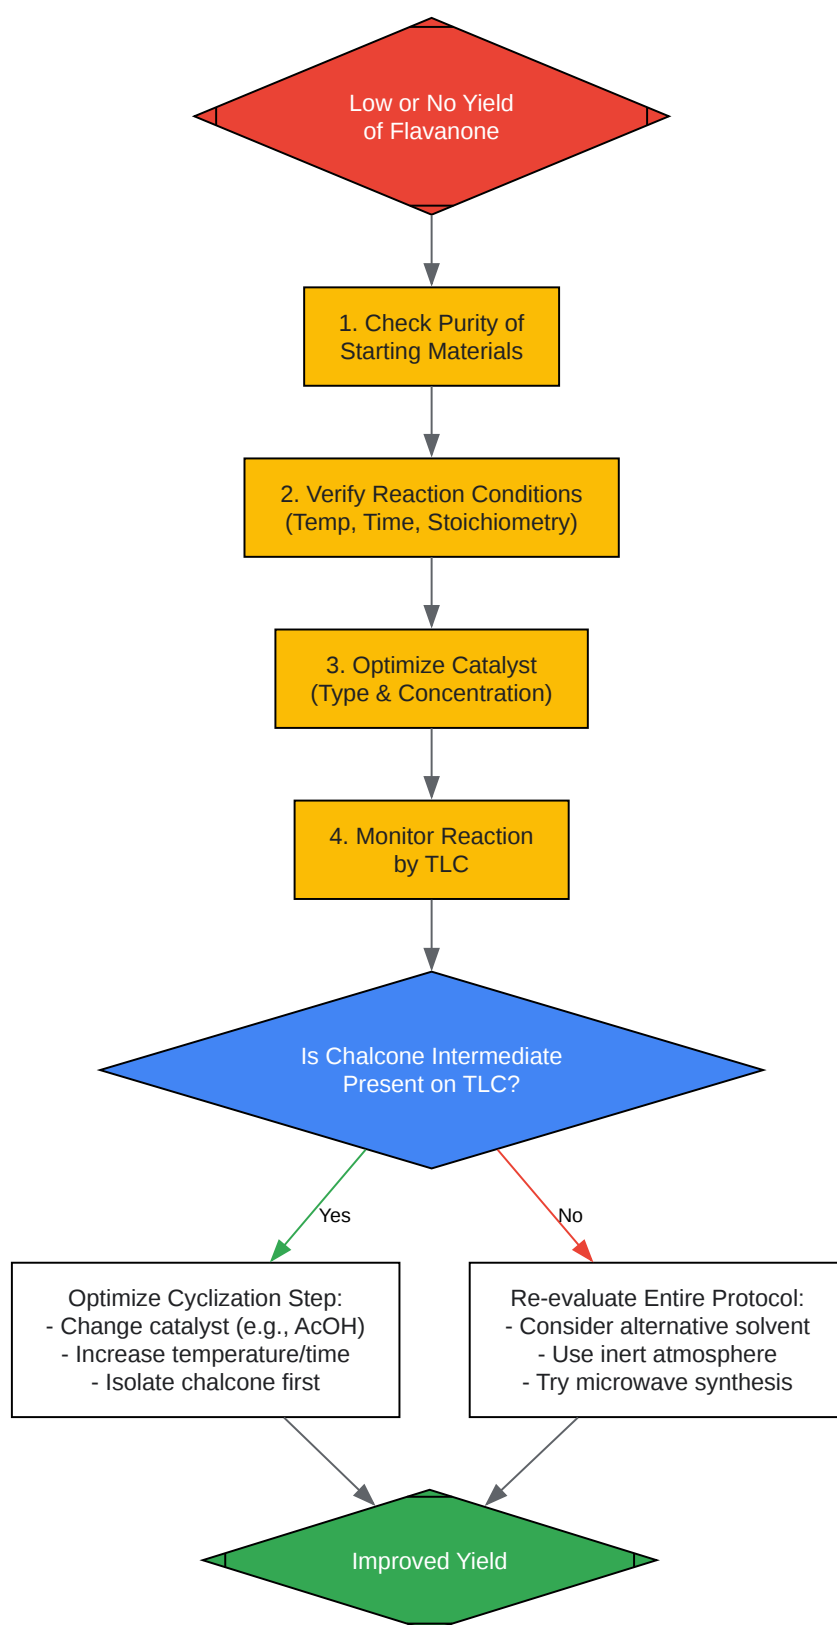 Low or No Yield
of Flavanone
1. Check Purity of
Starting Materials
2. Verify Reaction Conditions
(Temp, Time, Stoichiometry)
3. Optimize Catalyst
(Type & Concentration)
4. Monitor Reaction
by TLC
Is Chalcone Intermediate
Present on TLC?
Yes
No
Optimize Cyclization Step:
- Change catalyst (e.g., AcOH)
- Increase temperature/time
- Isolate chalcone first
Re-evaluate Entire Protocol:
- Consider alternative solvent
- Use inert atmosphere
- Try microwave synthesis
Improved Yield